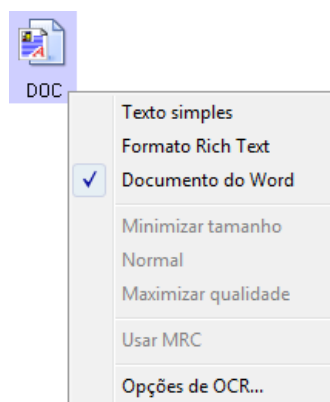 DOC
Texto simples
Formato Rich Text
Documento do Word
Minimizar tamanho
Normal
Maximizar qualidade
Usar MRC
Opções de OCR...